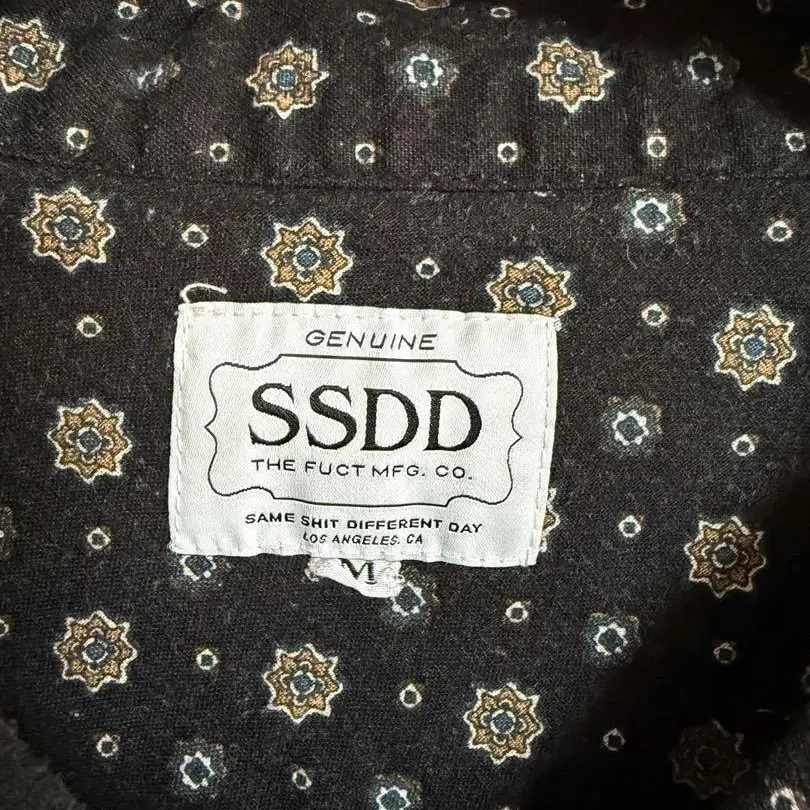 GENUINE
SSDD
THE FUCT MFG. CO.
SAME SHIT DIFFERENT DAY
LOS ANGELES. CA
M